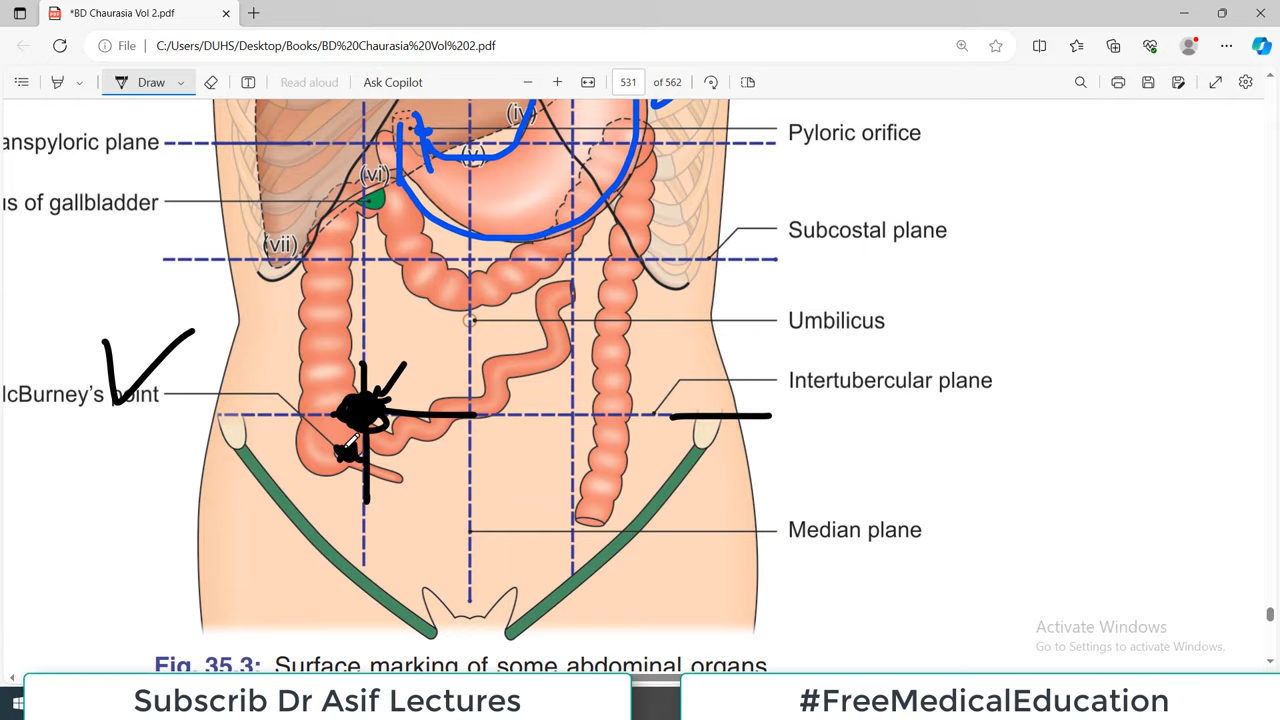 *BD Chaurasia Vol 2.pdf
File C:/Users/DUHS/Desktop/Books/BD%20Chaurasia%20Vol%202.pdf
Draw Read aloud Ask Copilot 531 of 562
(iv)
anspyloric plane
Pyloric orifice
(v)
(vi)
us of gallbladder
Subcostal plane
(vii)
Umbilicus
Intertubercular plane
lcBurney's point
Median plane
Fig. 35.3: Surface marking of some abdominal organs
Activate Windows
Go to Settings to activate Windows.
Subscrib Dr Asif Lectures
#FreeMedicalEducation